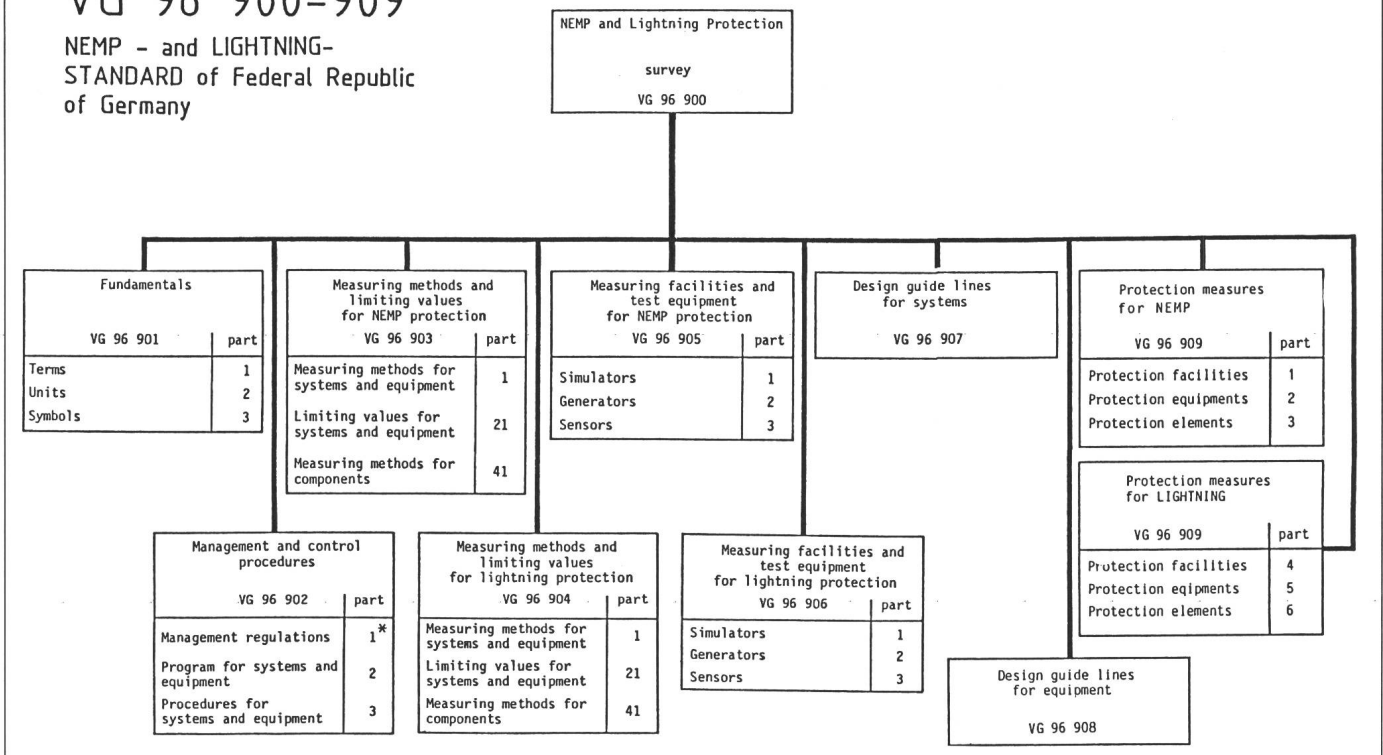 VG 96 900-909
NEMP - and LIGHTNING-
STANDARD of Federal Republic
of Germany
NEMP and Lightning Protection
survey
VG 96 900
Fundamentals
VG 96 901 part
Terms 1
Units 2
Symbols 3
Measuring methods and
limiting values
for NEMP protection
VG 96 903 part
Measuring methods for
systems and equipment 1
Limiting values for
systems and equipment 21
Measuring methods for
components 41
Measuring facilities and
test equipment
for NEMP protection
VG 96 905 part
Simulators 1
Generators 2
Sensors 3
Design guide lines
for systems
VG 96 907
Protection measures
for NEMP
VG 96 909 part
Protection facilities 1
Protection equipments 2
Protection elements 3
Protection measures
for LIGHTNING
VG 96 909 part
Protection facilities 4
Protection eqipments 5
Protection elements 6
Management and control
procedures
VG 96 902 part
Management regulations 1*
Program for systems and
equipment 2
Procedures for
systems and equipment 3
Measuring methods and
limiting values
for lightning protection
VG 96 904 part
Measuring methods for
systems and equipment 1
Limiting values for
systems and equipment 21
Measuring methods for
components 41
Measuring facilities and
test equipment
for lightning protection
VG 96 906 part
Simulators 1
Generators 2
Sensors 3
Design guide lines
for equipment
VG 96 908